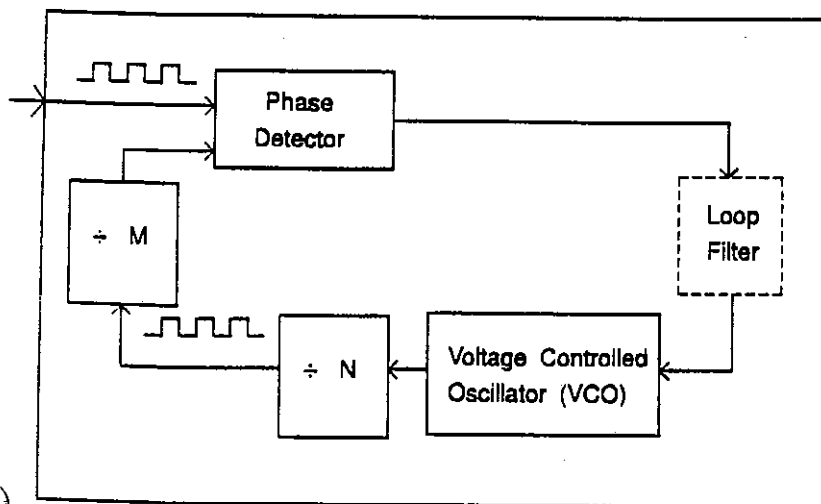 Phase
Detector
÷ M
Loop
Filter
÷ N
Voltage Controlled
Oscillator (VCO)